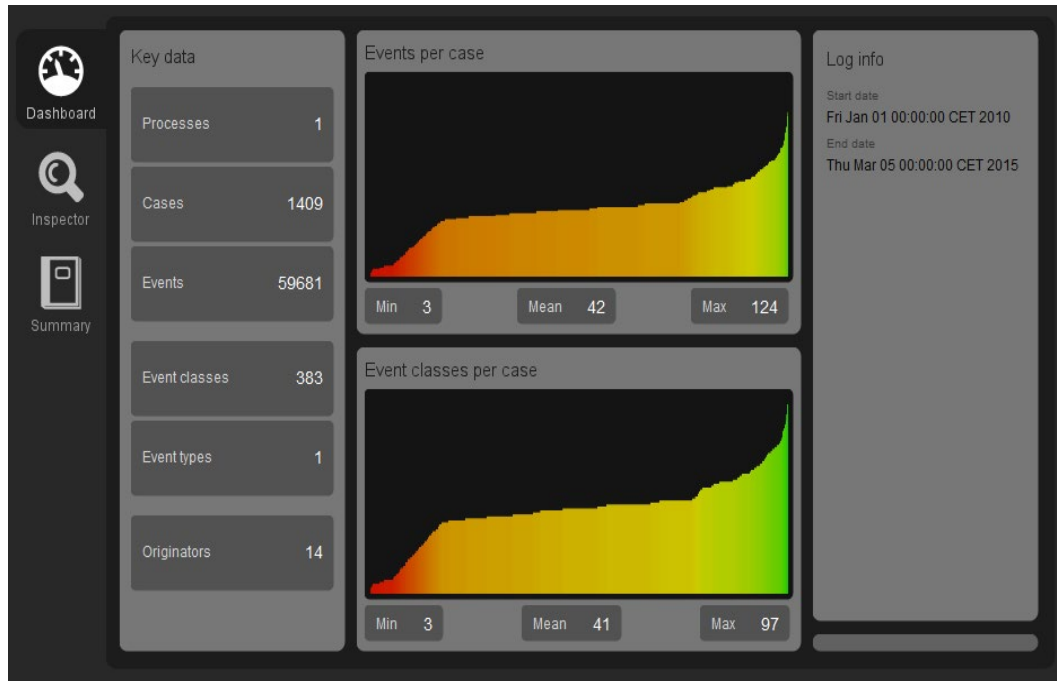 Dashboard
Inspector
Summary
Key data
Processes 1
Cases 1409
Events 59681
Event classes 383
Event types 1
Originators 14
Events per case
Min 3 Mean 42 Max 124
Event classes per case
Min 3 Mean 41 Max 97
Log info
Start date
Fri Jan 01 00:00:00 CET 2010
End date
Thu Mar 05 00:00:00 CET 2015